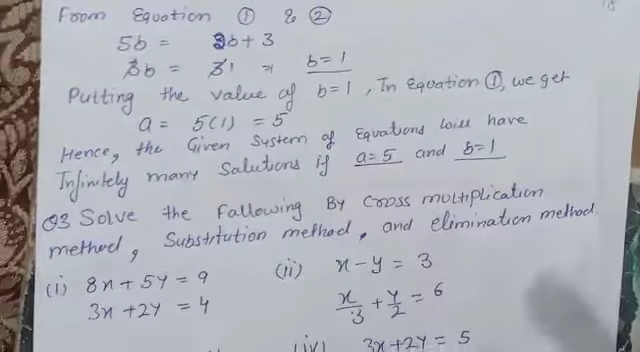 From Equation ① & ②
5b = 2b+3
3b = 3 1 ⇒ b=1
Putting the value of b=1, In Equation ①, we get
a = 5(1) = 5
Hence, the Given System of Equations will have
Infinitely many Solutions if a=5 and b=1
Q3 Solve the Following By Cross multiplication
method, Substitution method, and elimination method.
(i) 8x+5y=9 (ii) x-y=3
3x+2y=4 x/3+y/2=6
(iv) 3x+2y=5